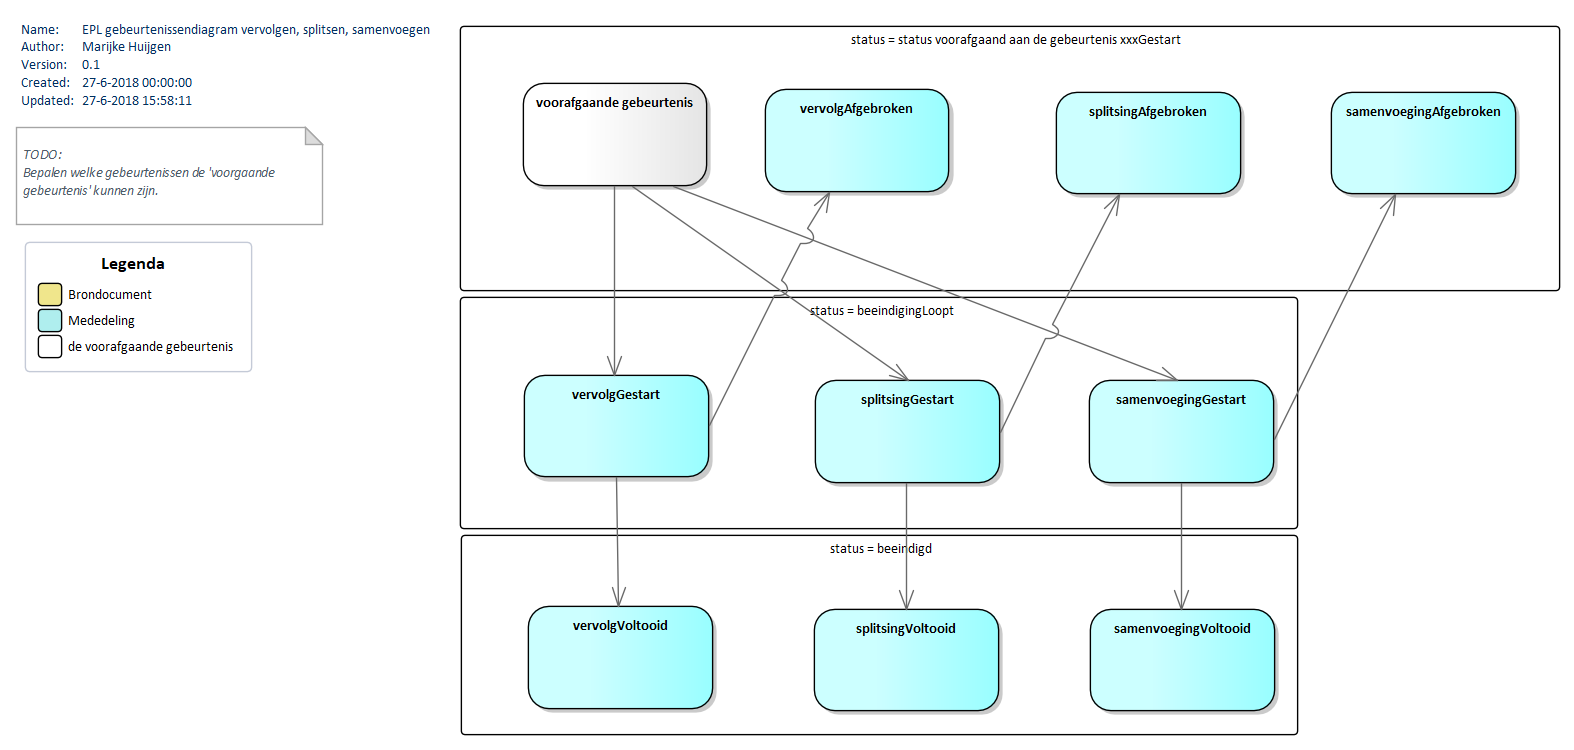 Name: EPL gebeurtenissendiagram vervolgen, splitsen, samenvoegen
Author: Marijke Huijgen
Version: 0.1
Created: 27-6-2018 00:00:00
Updated: 27-6-2018 15:58:11
TODO:
Bepalen welke gebeurtenissen de 'voorgaande
gebeurtenis' kunnen zijn.
Legenda
Brondocument
Mededeling
de voorafgaande gebeurtenis
status = status voorafgaand aan de gebeurtenis xxxGestart
voorafgaande gebeurtenis
vervolgAfgebroken
splitsingAfgebroken
samenvoegingAfgebroken
status = beeindigingLoopt
vervolgGestart
splitsingGestart
samenvoegingGestart
status = beeindigd
vervolgVoltooid
splitsingVoltooid
samenvoegingVoltooid